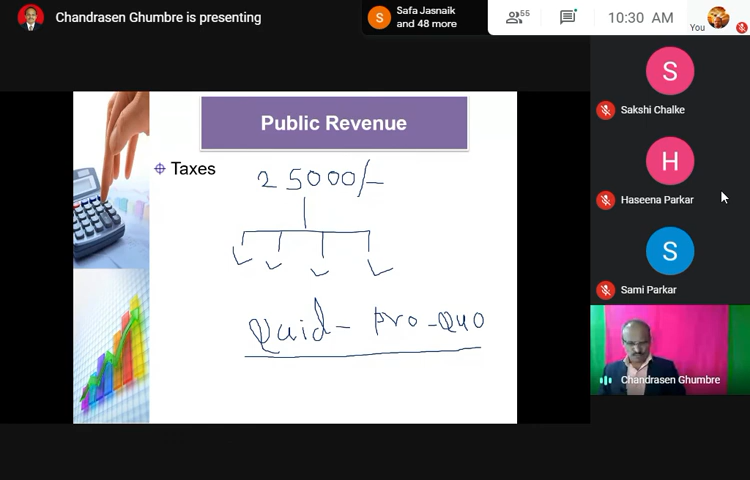 Chandrasen Ghumbre is presenting
S
Safa Jasnaik
and 48 more
55
10:30 AM
You
Public Revenue
Taxes
25000/-
Quid - pro - Quo
S
Sakshi Chalke
H
Haseena Parkar
S
Sami Parkar
Chandrasen Ghumbre